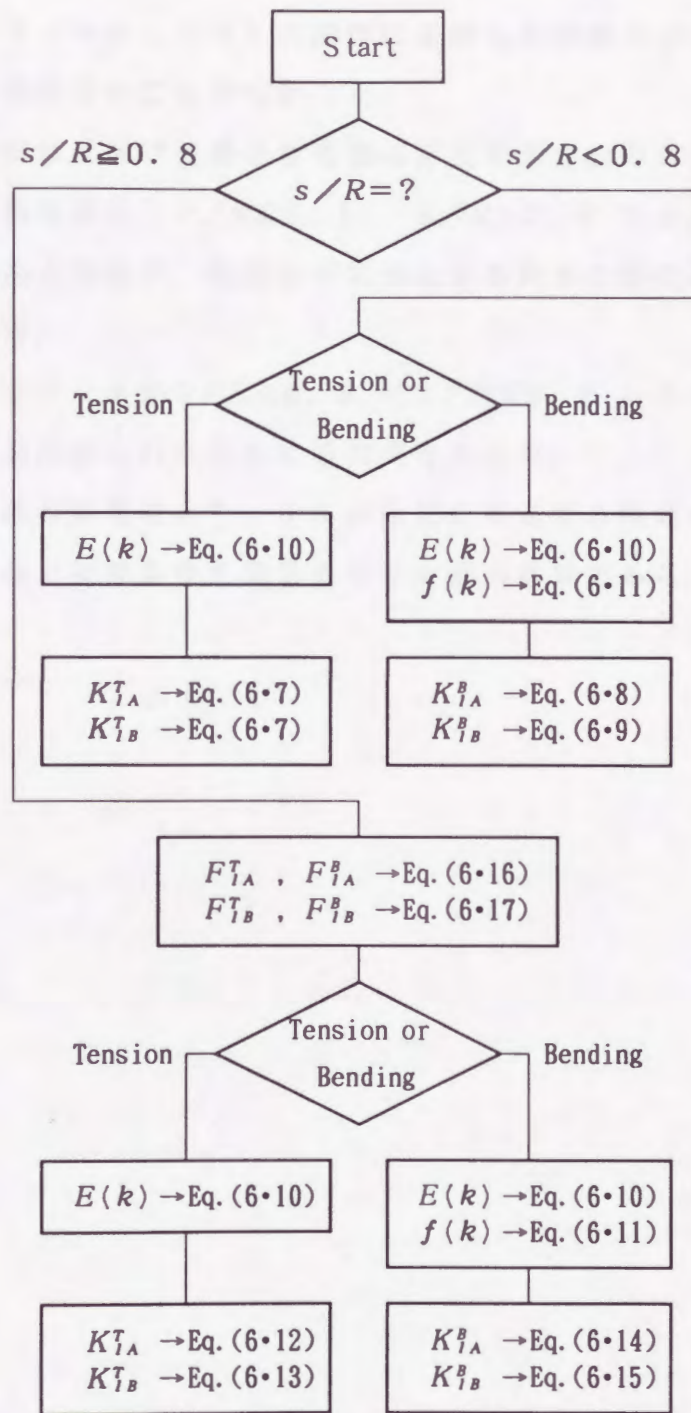 Start
s/R≧0. 8
s/R<0. 8
s/R=?
Tension or
Bending
Tension
Bending
E(k) →Eq. (6•10)
E(k) →Eq. (6•10)
f(k) →Eq. (6•11)
K^T_IA →Eq. (6•7)
K^T_IB →Eq. (6•7)
K^B_IA →Eq. (6•8)
K^B_IB →Eq. (6•9)
F^T_IA , F^B_IA →Eq. (6•16)
F^T_IB , F^B_IB →Eq. (6•17)
Tension or
Bending
Tension
Bending
E(k) →Eq. (6•10)
E(k) →Eq. (6•10)
f(k) →Eq. (6•11)
K^T_IA →Eq. (6•12)
K^T_IB →Eq. (6•13)
K^B_IA →Eq. (6•14)
K^B_IB →Eq. (6•15)